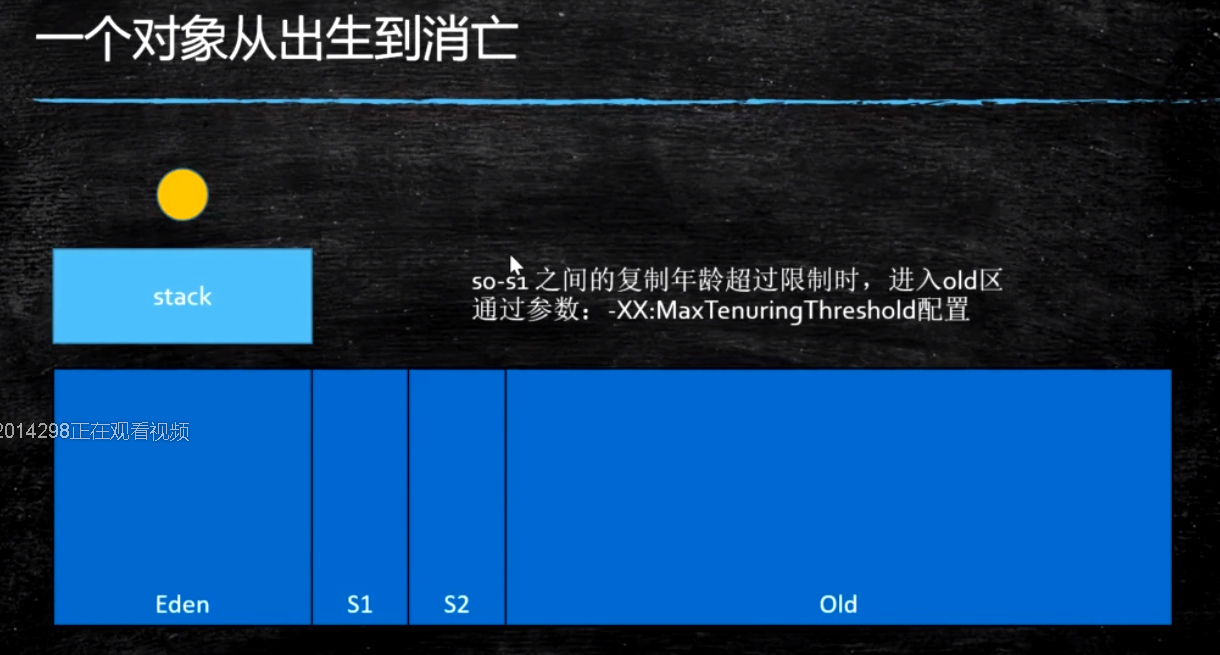 一个对象从出生到消亡
stack
so-s1 之间的复制年龄超过限制时，进入old区
通过参数：-XX:MaxTenuringThreshold配置
2014298正在观看视频
Eden
S1
S2
Old